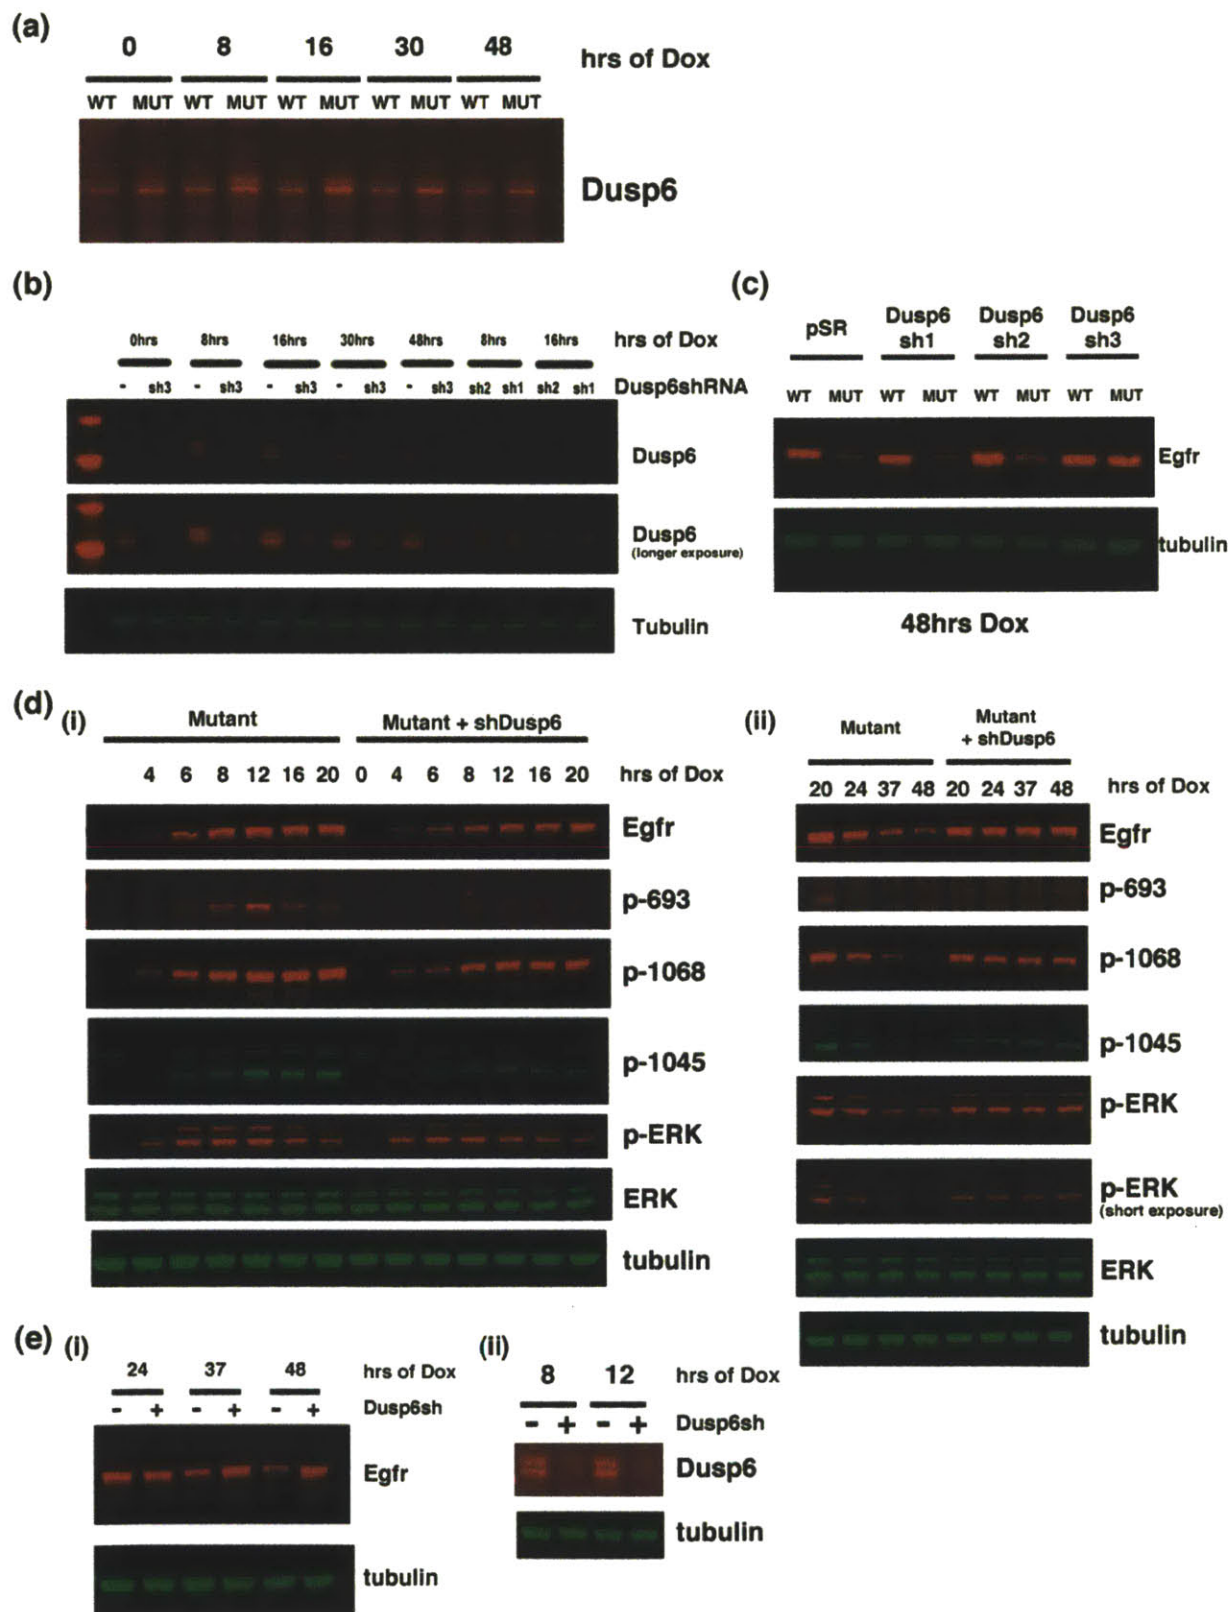 (a)
0 8 16 30 48 hrs of Dox
WT MUT WT MUT WT MUT WT MUT WT MUT
Dusp6
(b)
0hrs 8hrs 16hrs 30hrs 48hrs 8hrs 16hrs hrs of Dox
- sh3 - sh3 - sh3 - sh3 - sh3 sh2 sh1 sh2 sh1 Dusp6shRNA
Dusp6
Dusp6
(longer exposure)
Tubulin
(c)
pSR Dusp6 sh1 Dusp6 sh2 Dusp6 sh3
WT MUT WT MUT WT MUT WT MUT
Egfr
tubulin
48hrs Dox
(d) (i)
Mutant Mutant + shDusp6
4 6 8 12 16 20 0 4 6 8 12 16 20 hrs of Dox
Egfr
p-693
p-1068
p-1045
p-ERK
ERK
tubulin
(ii)
Mutant Mutant + shDusp6
20 24 37 48 20 24 37 48 hrs of Dox
Egfr
p-693
p-1068
p-1045
p-ERK
p-ERK
(short exposure)
ERK
tubulin
(e) (i)
24 37 48 hrs of Dox
- + - + - + Dusp6sh
Egfr
tubulin
(ii)
8 12 hrs of Dox
- + - + Dusp6sh
Dusp6
tubulin